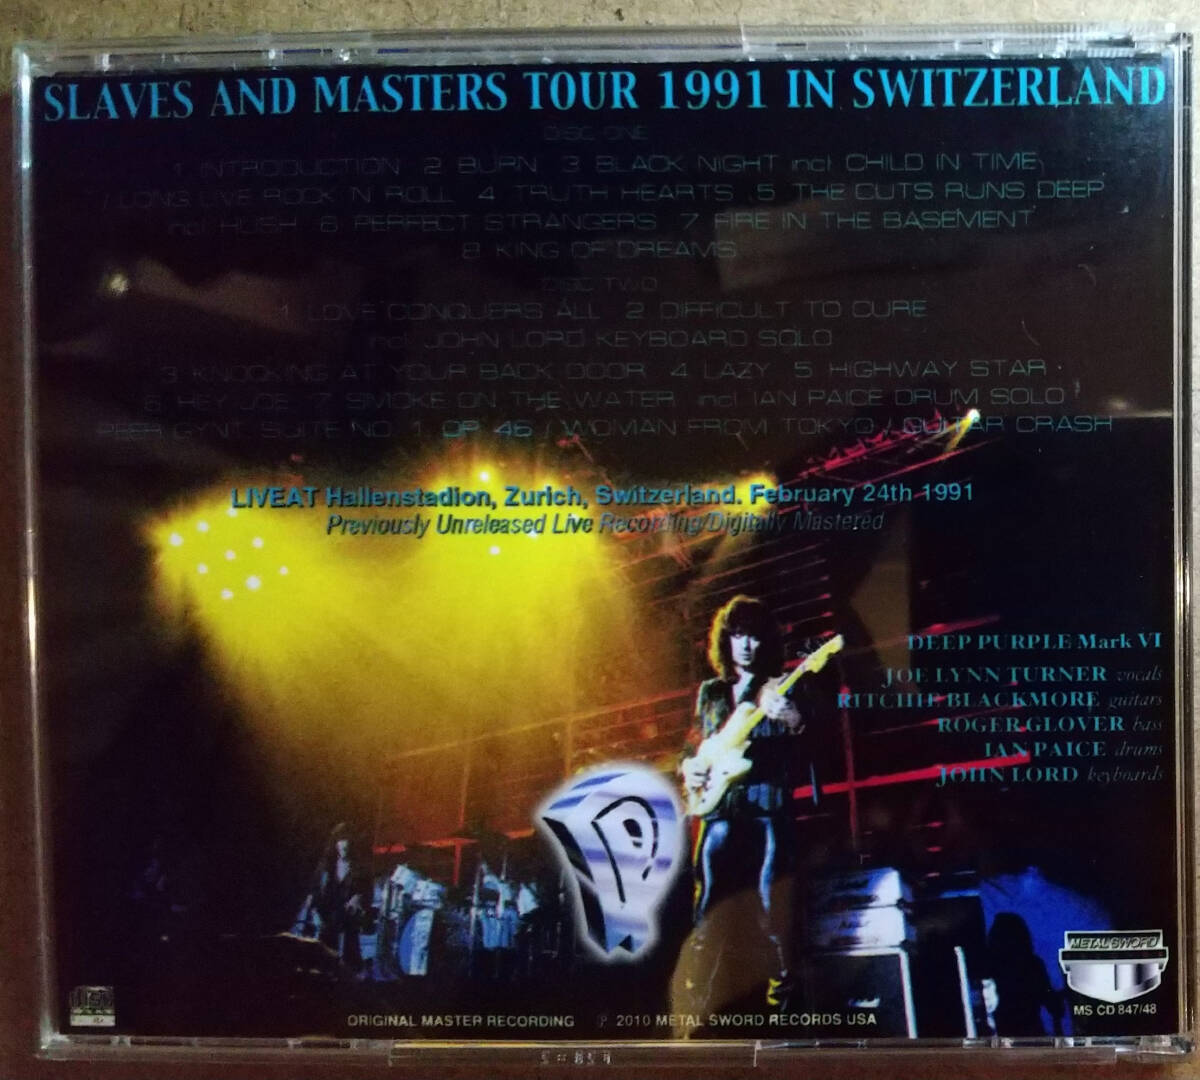 SLAVES AND MASTERS TOUR 1991 IN SWITZERLAND
DISC ONE
1 INTRODUCTION 2 BURN 3 BLACK NIGHT incl CHILD IN TIME
/ LONG LIVE ROCK 'N' ROLL 4 TRUTH HEARTS 5 THE CUTS RUNS DEEP
incl HUSH 6 PERFECT STRANGERS 7 FIRE IN THE BASEMENT
8 KING OF DREAMS
DISC TWO
1 LOVE CONQUERS ALL 2 DIFFICULT TO CURE
incl JOHN LORD KEYBOARD SOLO
3 KNOCKING AT YOUR BACK DOOR 4 LAZY 5 HIGHWAY STAR
6 HEY JOE 7 SMOKE ON THE WATER incl IAN PAICE DRUM SOLO
PEER GYNT SUITE NO. 1, OP. 46 / WOMAN FROM TOKYO / GUITAR CRASH
LIVEAT Hallenstadion, Zurich, Switzerland. February 24th 1991
Previously Unreleased Live Recording/Digitally Mastered
DEEP PURPLE Mark VI
JOE LYNN TURNER vocals
RITCHIE BLACKMORE guitars
ROGER GLOVER bass
IAN PAICE drums
JOHN LORD keyboards
METAL SWORD
MS CD 847/48
ORIGINAL MASTER RECORDING ℗ 2010 METAL SWORD RECORDS USA